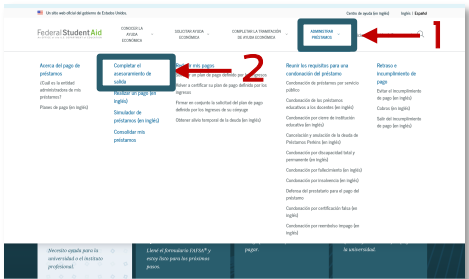 Un sitio web oficial del gobierno de Estados Unidos.
Centro de ayuda (en inglés) Inglés | Español
Federal Student Aid
CONOCER LA AYUDA ECONÓMICA
SOLICITAR AYUDA ECONÓMICA
COMPLETAR LA TRAMITACIÓN DE AYUDA ECONÓMICA
ADMINISTRAR PRÉSTAMOS
1
2
Acerca del pago de préstamos
¿Cuál es la entidad administradora de mis préstamos?
Planes de pago (en inglés)
Completar el asesoramiento de salida
Realizar un pago (en inglés)
Simulador de préstamos (en inglés)
Consolidar mis préstamos
mis pagos
un plan de pago definido por los ingresos
Volver a certificar su plan de pago definido por los ingresos
Firmar en conjunto la solicitud del plan de pago definido por los ingresos de su cónyuge
Obtener alivio temporal de la deuda (en inglés)
Reunir los requisitos para una condonación del préstamo
Condonación de préstamos por servicio público
Condonación de los préstamos educativos a los docentes (en inglés)
Condonación por cierre de institución educativa (en inglés)
Cancelación y anulación de la deuda de Préstamos Perkins (en inglés)
Condonación por discapacidad total y permanente (en inglés)
Condonación por fallecimiento (en inglés)
Condonación por insolvencia (en inglés)
Defensa del prestatario para el pago del préstamo
Condonación por certificación falsa (en inglés)
Condonación por reembolso impago (en inglés)
Retraso e incumplimiento de pago
Evitar el incumplimiento de pago (en inglés)
Cobros (en inglés)
Salir del incumplimiento de pago (en inglés)
Necesito ayuda para la universidad o el instituto profesional.
Llené el formulario FAFSA® y estoy listo para los próximos pasos.
pagar.
la universidad.